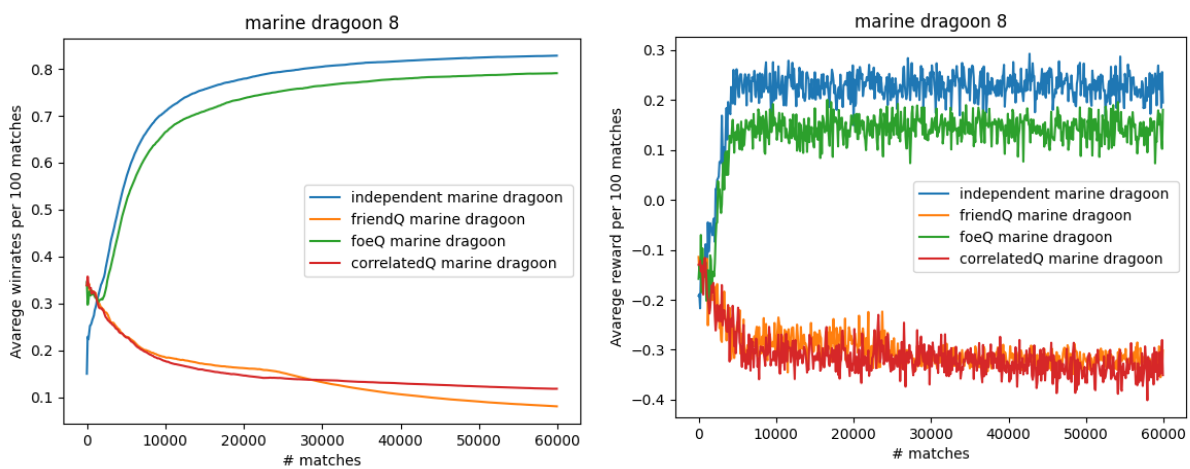 marine dragoon 8
Avarege winrates per 100 matches
0.8
0.7
0.6
0.5
0.4
0.3
0.2
0.1
independent marine dragoon
friendQ marine dragoon
foeQ marine dragoon
correlatedQ marine dragoon
0 10000 20000 30000 40000 50000 60000
# matches
marine dragoon 8
Avarege reward per 100 matches
0.3
0.2
0.1
0.0
−0.1
−0.2
−0.3
−0.4
independent marine dragoon
friendQ marine dragoon
foeQ marine dragoon
correlatedQ marine dragoon
0 10000 20000 30000 40000 50000 60000
# matches